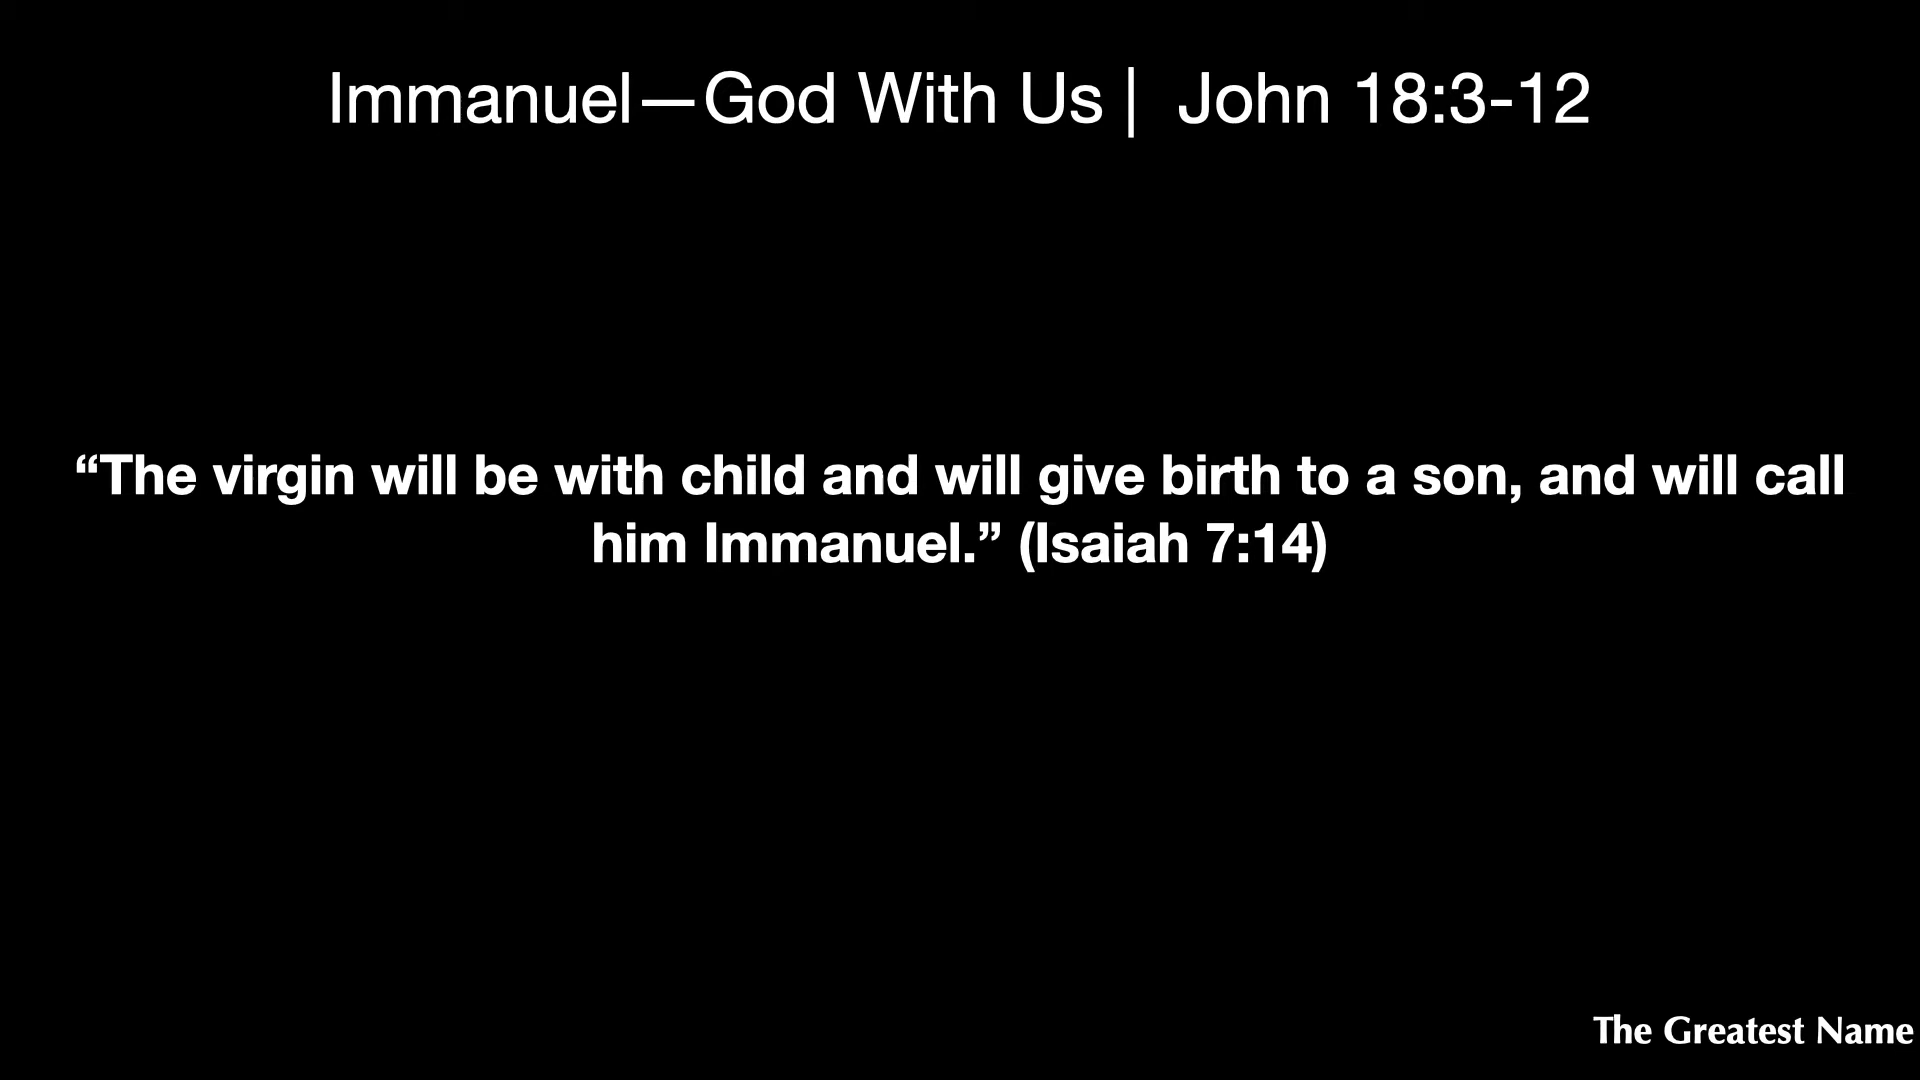 Immanuel—God With Us | John 18:3-12
“The virgin will be with child and will give birth to a son, and will call
him Immanuel.” (Isaiah 7:14)
The Greatest Name